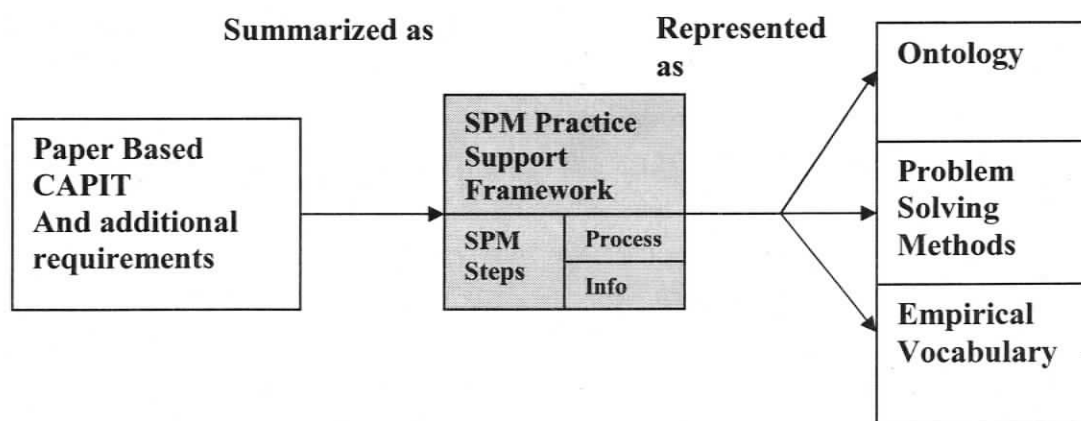 Summarized as
Represented
as
Paper Based
CAPIT
And additional
requirements
SPM Practice
Support
Framework
SPM
Steps
Process
Info
Ontology
Problem
Solving
Methods
Empirical
Vocabulary